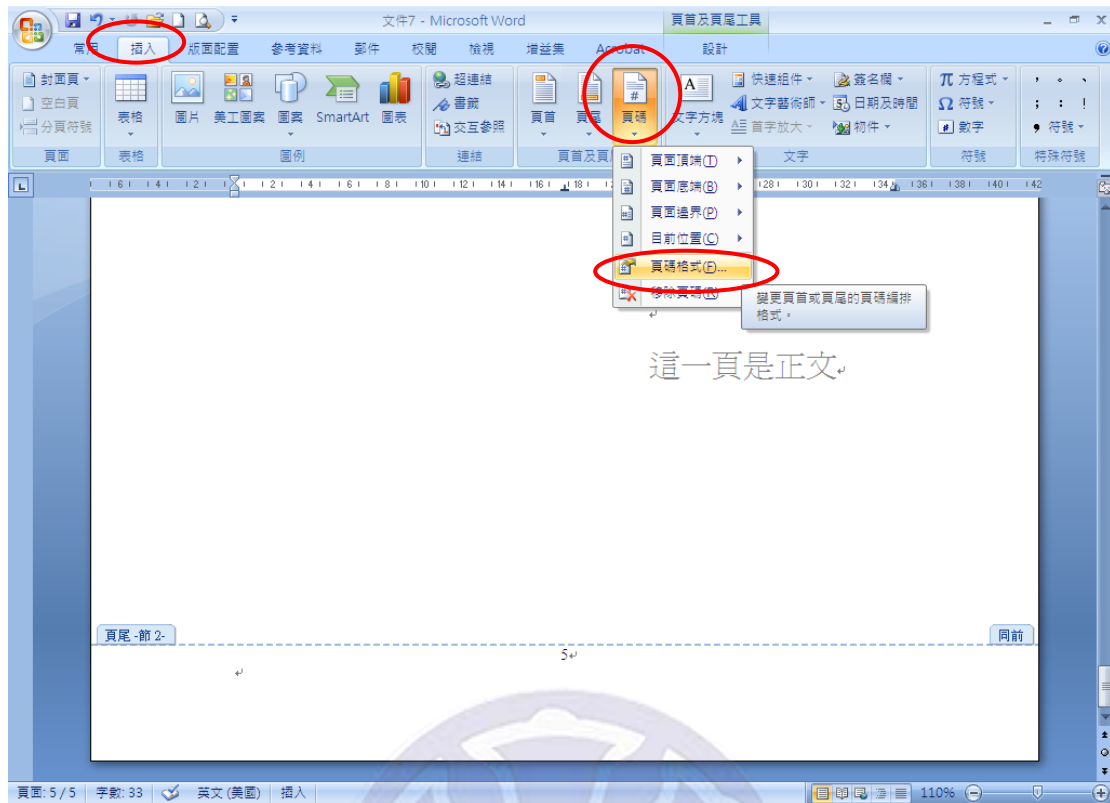 文件7 - Microsoft Word
頁首及頁尾工具
常用 插入 版面配置 參考資料 郵件 校閱 檢視 增益集 Acrobat 設計
封面頁
空白頁
分頁符號
頁面
表格
表格
圖片 美工圖案 圖案 SmartArt 圖表
圖例
超連結
書籤
交互參照
連結
頁首 頁尾 頁碼
頁首及頁
文字方塊
快速組件
文字藝術師
首字放大
簽名欄
日期及時間
物件
文字
π 方程式
Ω 符號
# 數字
符號
, 。 、
; : !
符號
特殊符號
頁面頂端(T)
頁面底端(B)
頁面邊界(P)
目前位置(C)
頁碼格式(F)...
移除頁碼(R)
變更頁首或頁尾的頁碼編排
格式。
這一頁是正文
頁尾 -節 2-
同前
5
頁面: 5 / 5 字數: 33 英文 (美國) 插入 110%